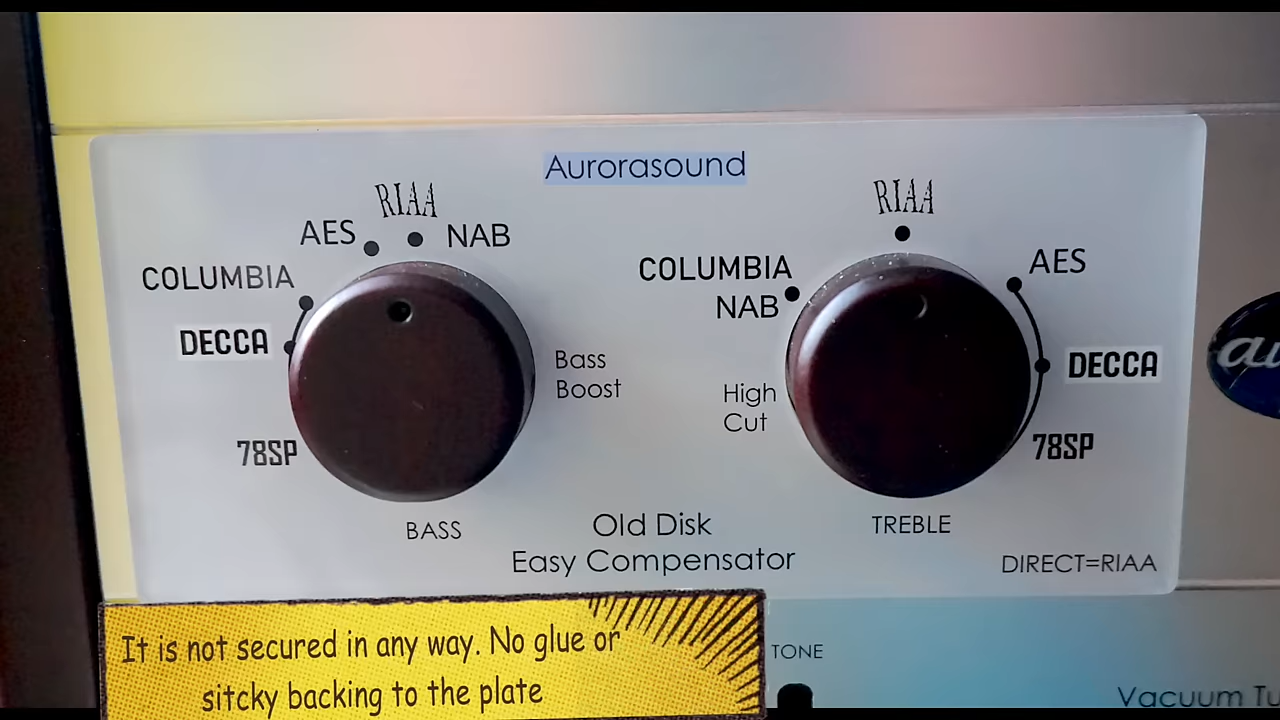 Aurorasound
RIAA
AES
NAB
COLUMBIA
DECCA
78SP
Bass
Boost
BASS
RIAA
AES
COLUMBIA
NAB
DECCA
High
Cut
78SP
TREBLE
Old Disk
Easy Compensator
DIRECT=RIAA
It is not secured in any way. No glue or
sitcky backing to the plate
TONE
Vacuum